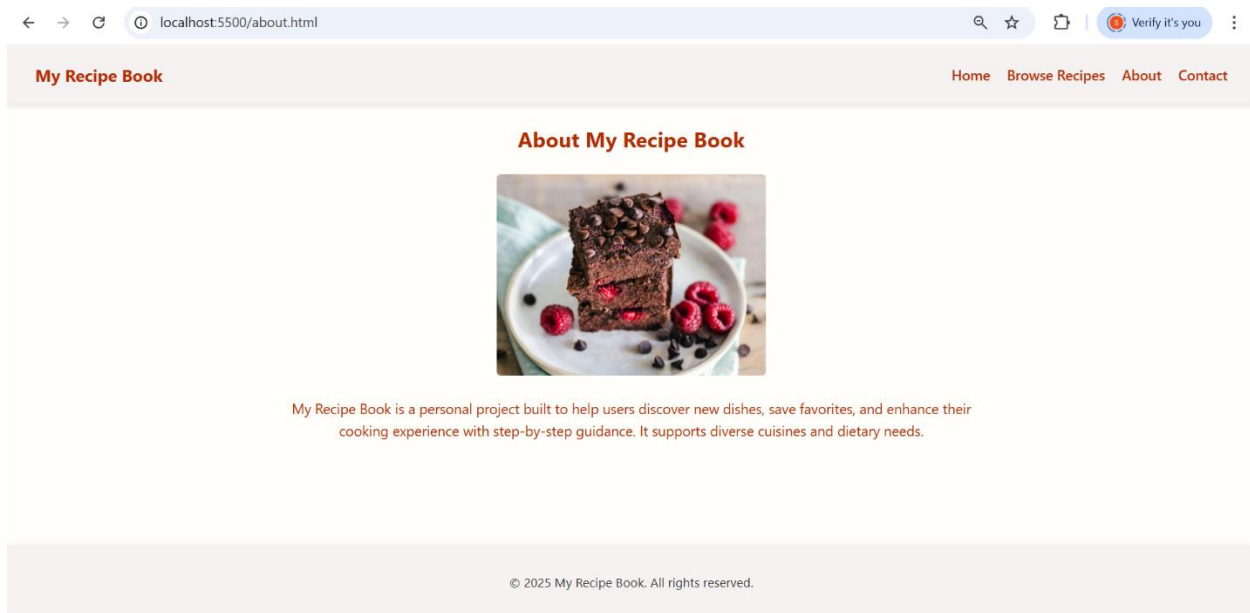 localhost:5500/about.html
S
Verify it's you
My Recipe Book
Home Browse Recipes About Contact
About My Recipe Book
My Recipe Book is a personal project built to help users discover new dishes, save favorites, and enhance their
cooking experience with step-by-step guidance. It supports diverse cuisines and dietary needs.
© 2025 My Recipe Book. All rights reserved.